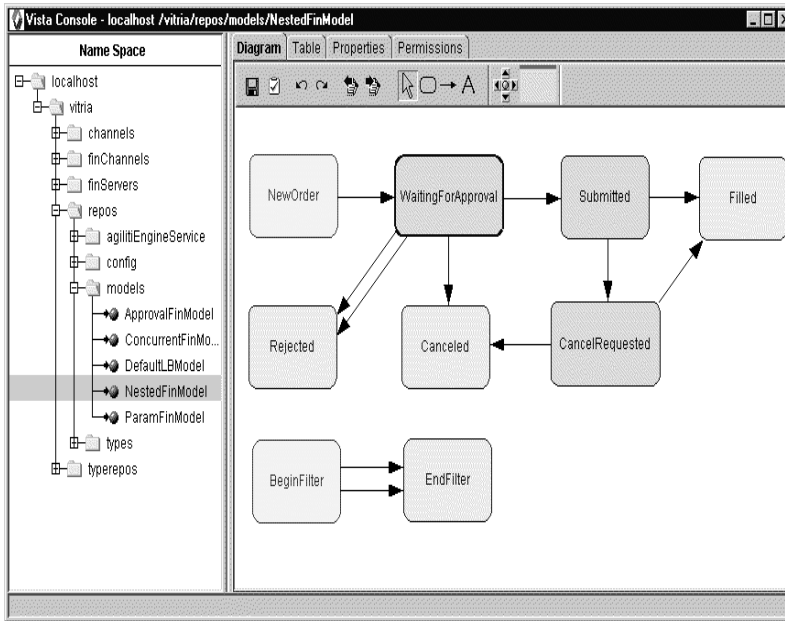 Vista Console - localhost /vitria/repos/models/NestedFinModel
Name Space
localhost
vitria
channels
finChannels
finServers
repos
agilitiEngineService
config
models
ApprovalFinModel
ConcurrentFinMo...
DefaultLBModel
NestedFinModel
ParamFinModel
types
typerepos
Diagram Table Properties Permissions
A
NewOrder WaitingForApproval Submitted Filled
Rejected Canceled CancelRequested
BeginFilter EndFilter